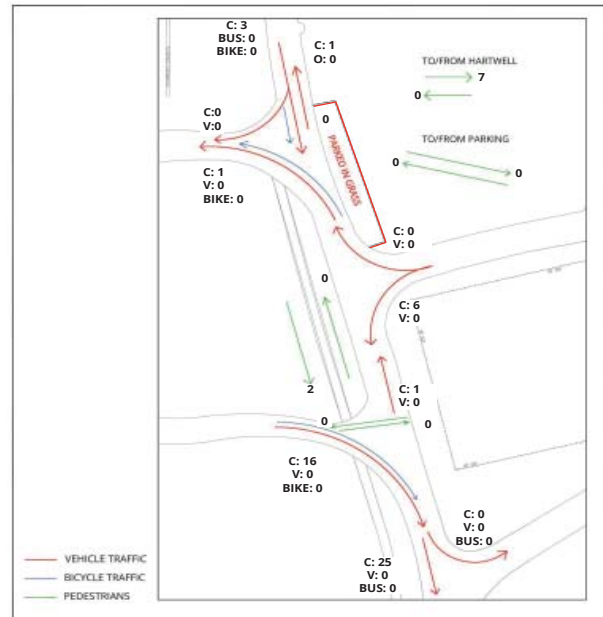 C: 3
BUS: 0
BIKE: 0
C: 1
O: 0
TO/FROM HARTWELL
7
0
C:0
V:0
0
PARKED IN GRASS
TO/FROM PARKING
0
0
C: 1
V: 0
BIKE: 0
C: 0
V: 0
0
C: 6
V: 0
2
C: 1
V: 0
0
0
C: 16
V: 0
BIKE: 0
C: 0
V: 0
BUS: 0
C: 25
V: 0
BUS: 0
VEHICLE TRAFFIC
BICYCLE TRAFFIC
PEDESTRIANS